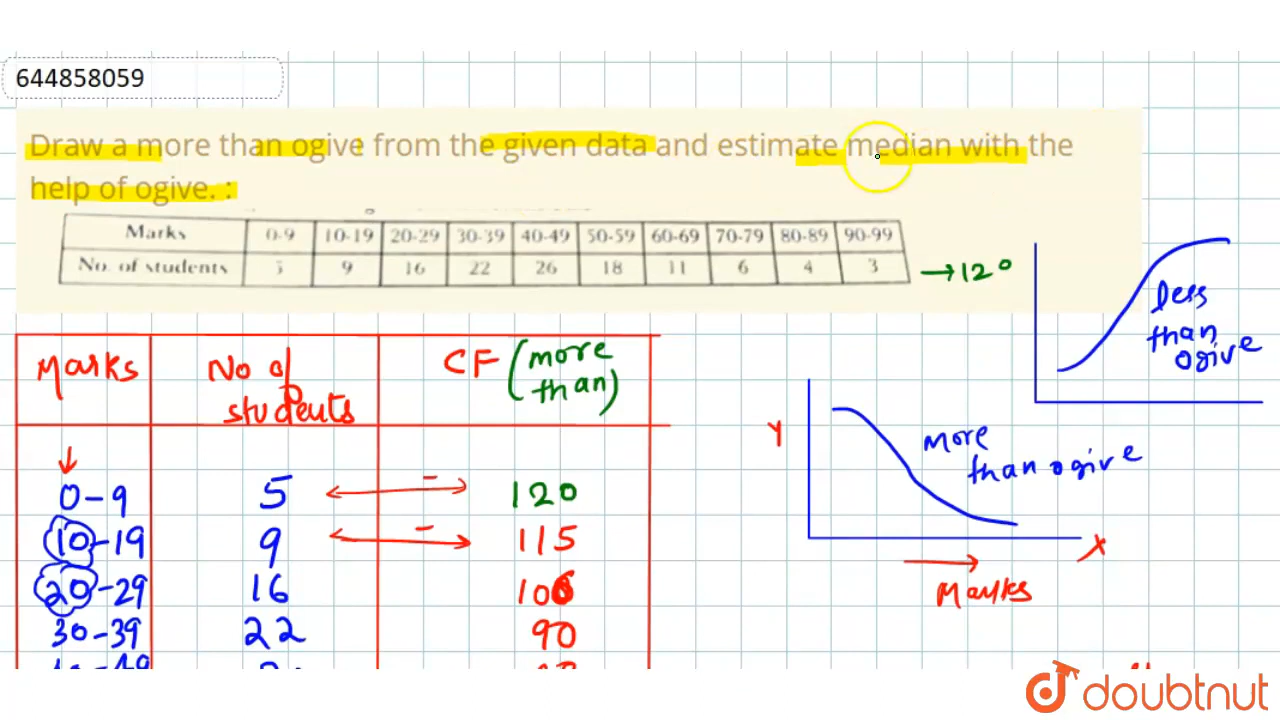 644858059
Draw a more than ogive from the given data and estimate median with the
help of ogive. :
Marks 0-9 10-19 20-29 30-39 40-49 50-59 60-69 70-79 80-89 90-99
No. of students 5 9 16 22 26 18 11 6 4 3
→120
less
than
ogive
Marks No of students CF (more than)
0-9 5 120
10-19 9 115
20-29 16 106
30-39 22 90
Y
more
than ogive
X
Marks
doubtnut